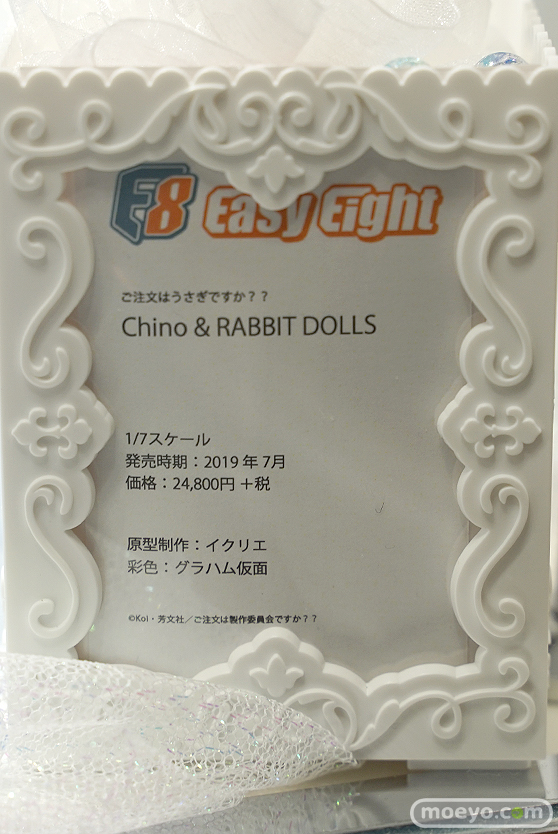 E8 Easy Eight
ご注文はうさぎですか？？
Chino & RABBIT DOLLS
1/7スケール
発売時期：2019年7月
価格：24,800円＋税
原型制作：イクリエ
彩色：グラハム仮面
©Koi・芳文社／ご注文は製作委員会ですか？？
moeyo.com